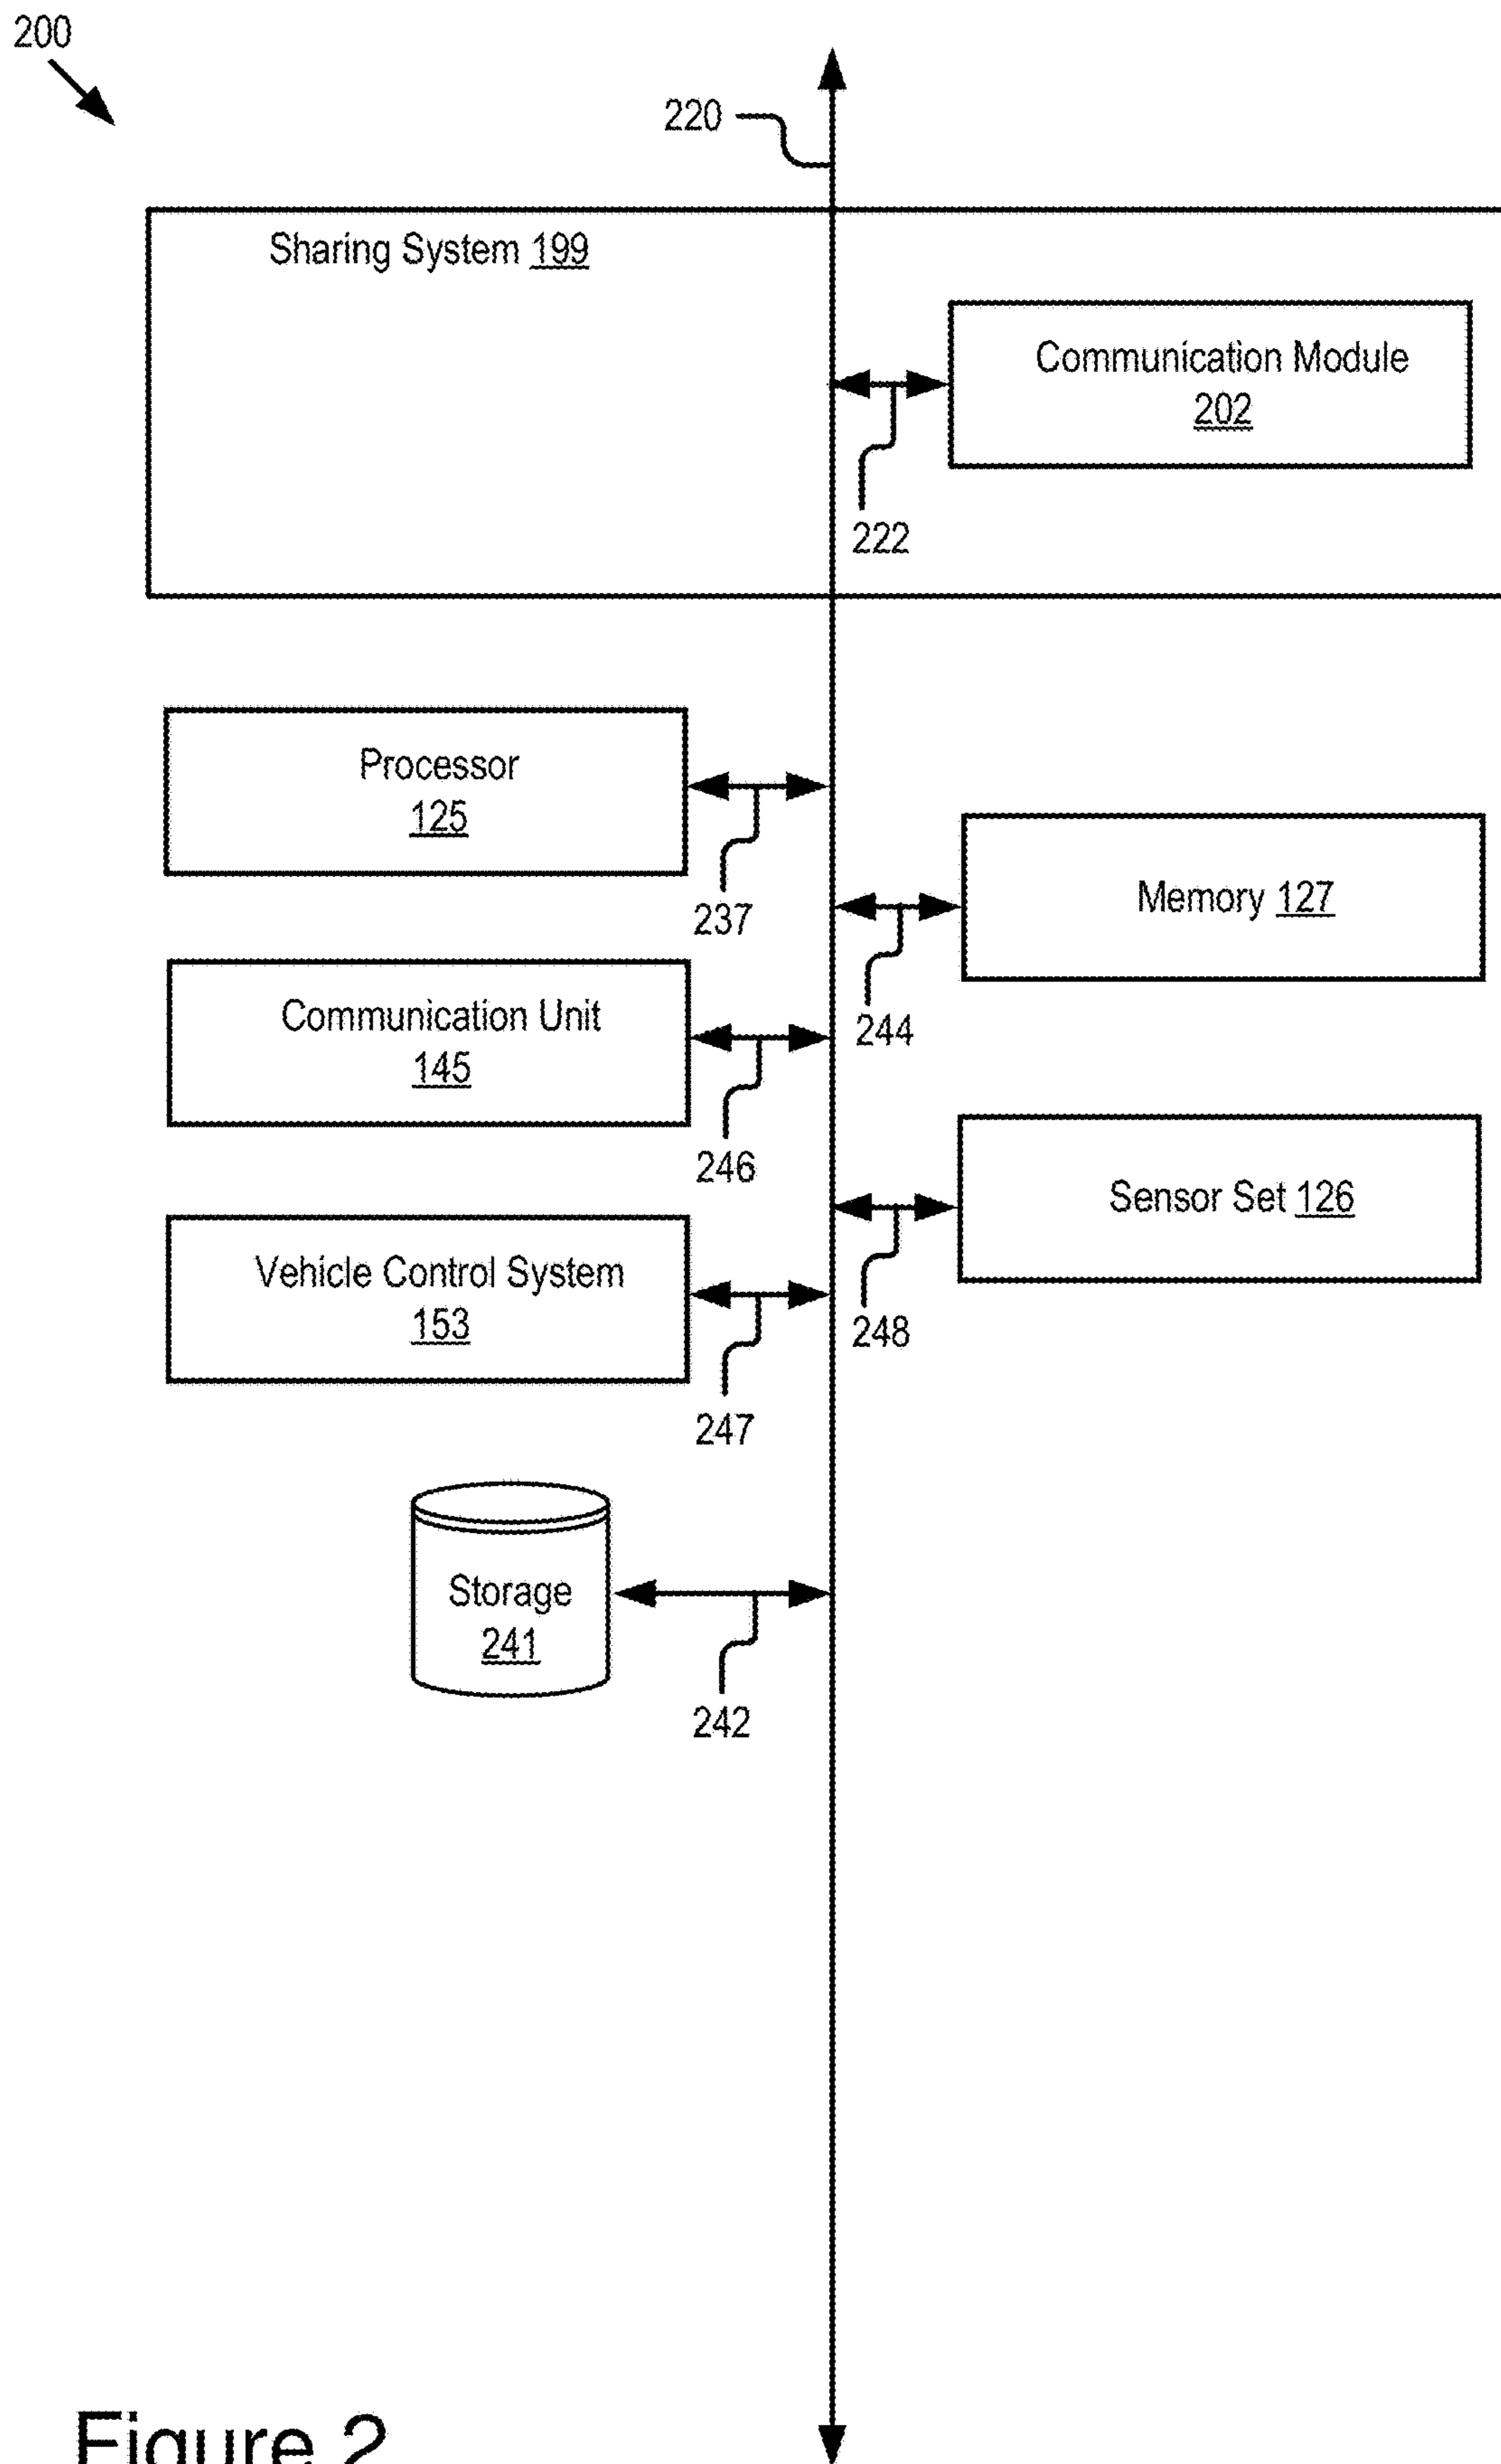 200
220
Sharing System 199
Communication Module
202
222
Processor
125
237
Memory 127
244
Communication Unit
145
246
Sensor Set 126
248
Vehicle Control System
153
247
Storage
241
242
Figure 2